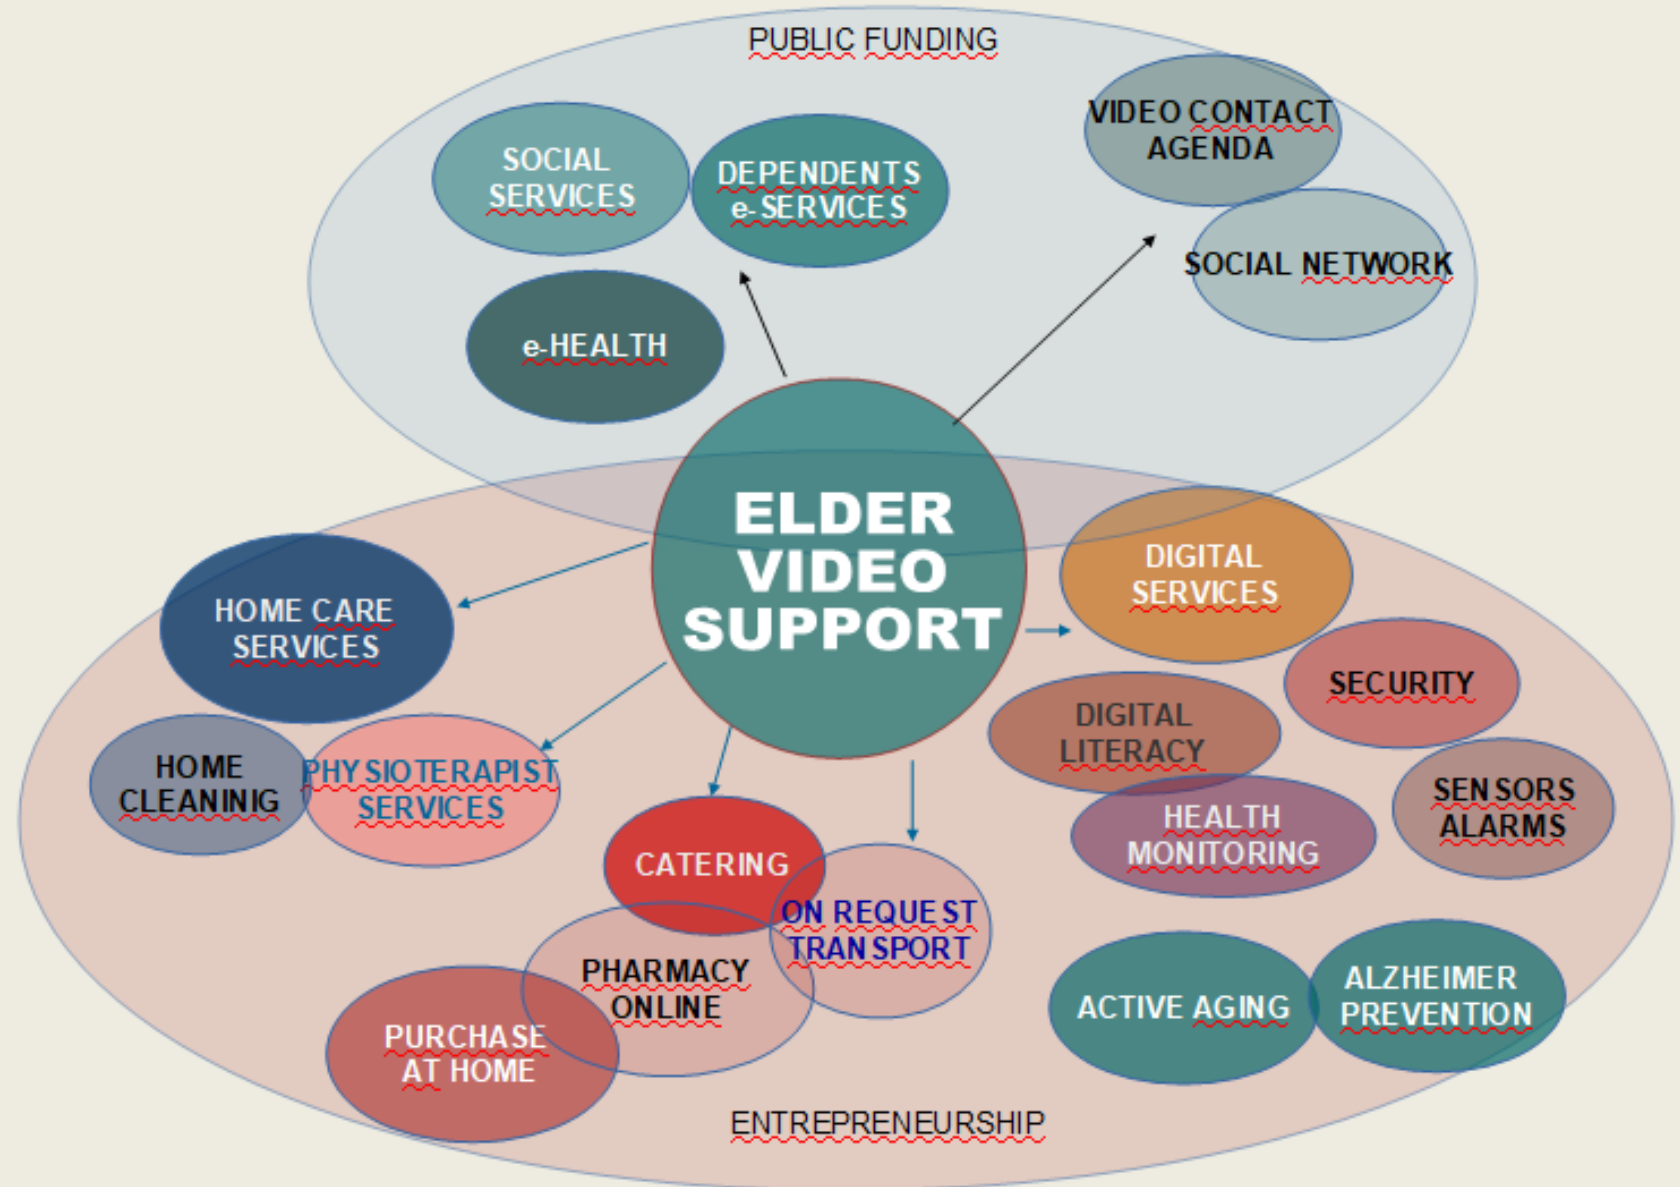 PUBLIC FUNDING
VIDEO CONTACT
AGENDA
SOCIAL
SERVICES
DEPENDENTS
e-SERVICES
SOCIAL NETWORK
e-HEALTH
ELDER
VIDEO
SUPPORT
HOME CARE
SERVICES
DIGITAL
SERVICES
SECURITY
DIGITAL
LITERACY
HOME
CLEANINIG
PHYSIOTERAPIST
SERVICES
SENSORS
ALARMS
HEALTH
MONITORING
CATERING
ON REQUEST
TRANSPORT
PHARMACY
ONLINE
PURCHASE
AT HOME
ACTIVE AGING
ALZHEIMER
PREVENTION
ENTREPRENEURSHIP